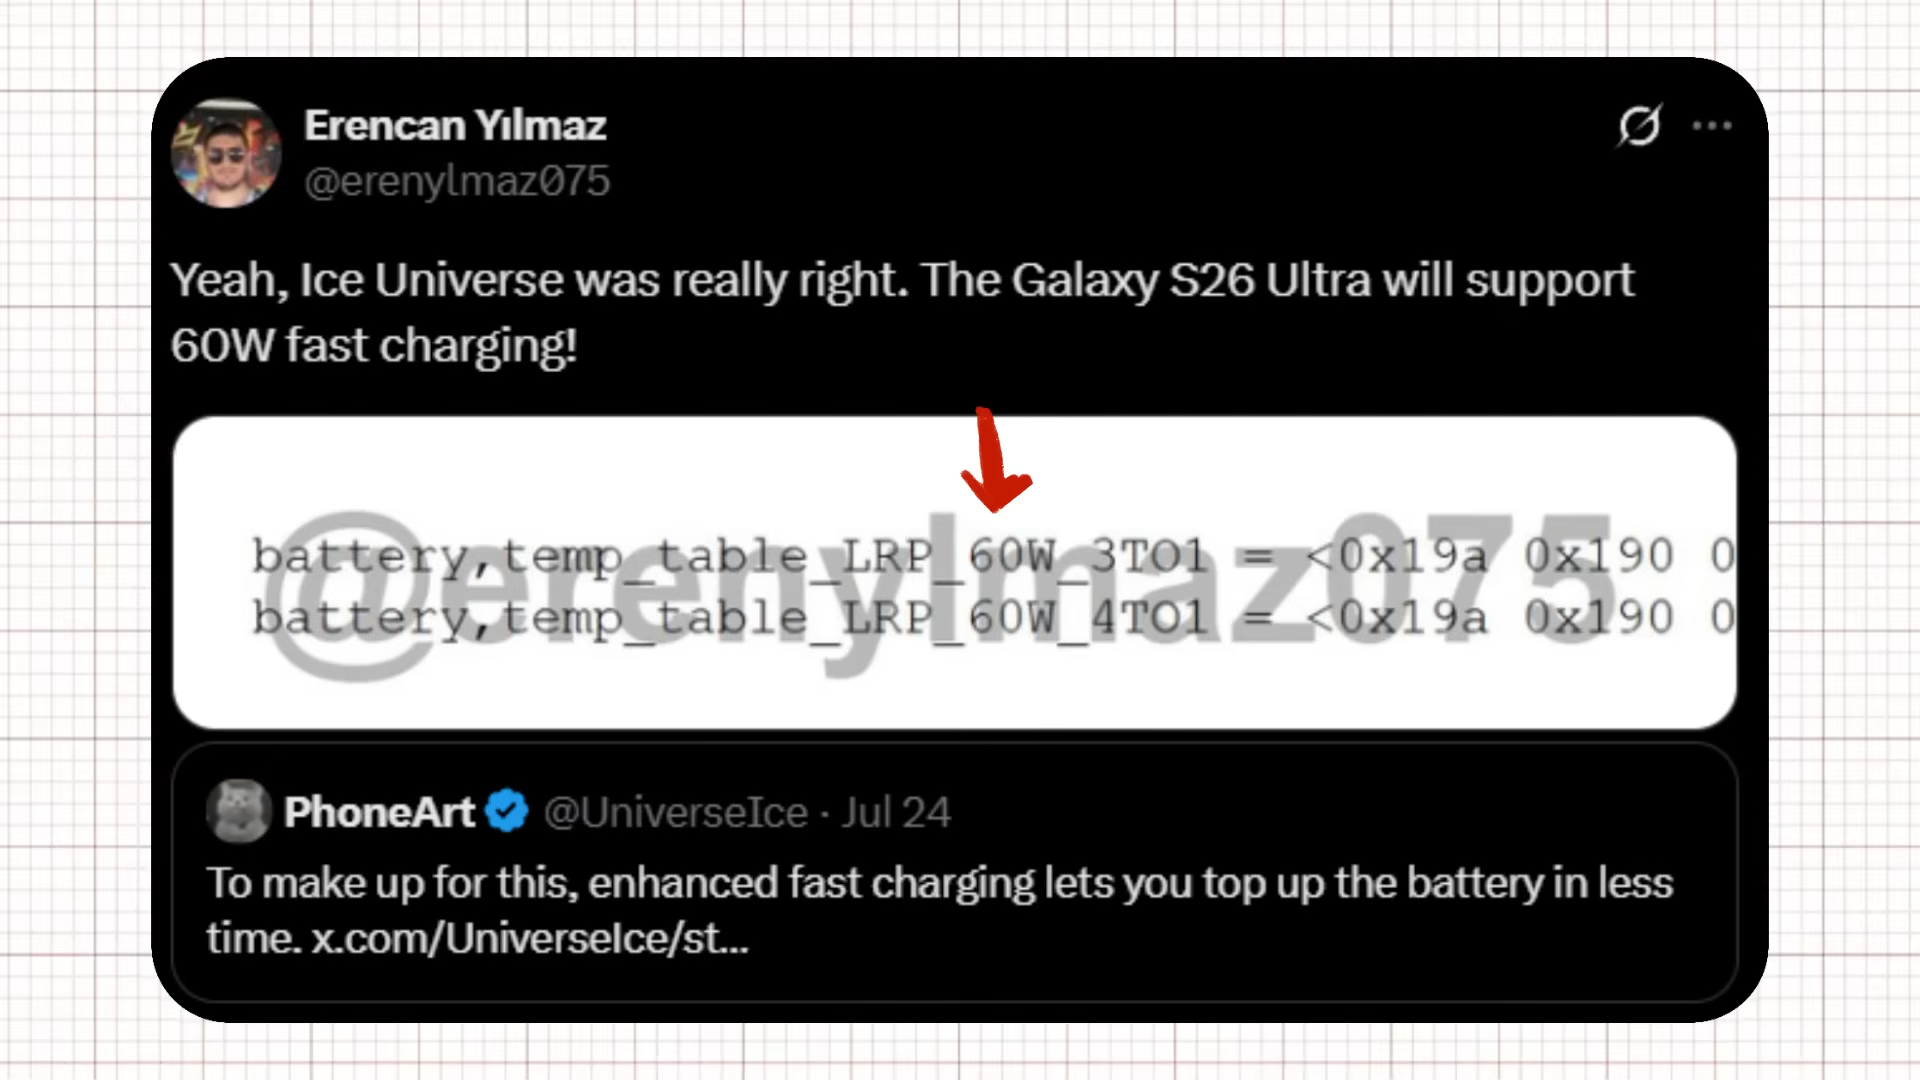 Erencan Yılmaz
@erenylmaz075
Yeah, Ice Universe was really right. The Galaxy S26 Ultra will support
60W fast charging!
@erenylmaz075
battery,temp_table_LRP_60W_3TO1 = <0x19a 0x190 0
battery,temp_table_LRP_60W_4TO1 = <0x19a 0x190 0
PhoneArt @UniverseIce · Jul 24
To make up for this, enhanced fast charging lets you top up the battery in less
time. x.com/UniverseIce/st...